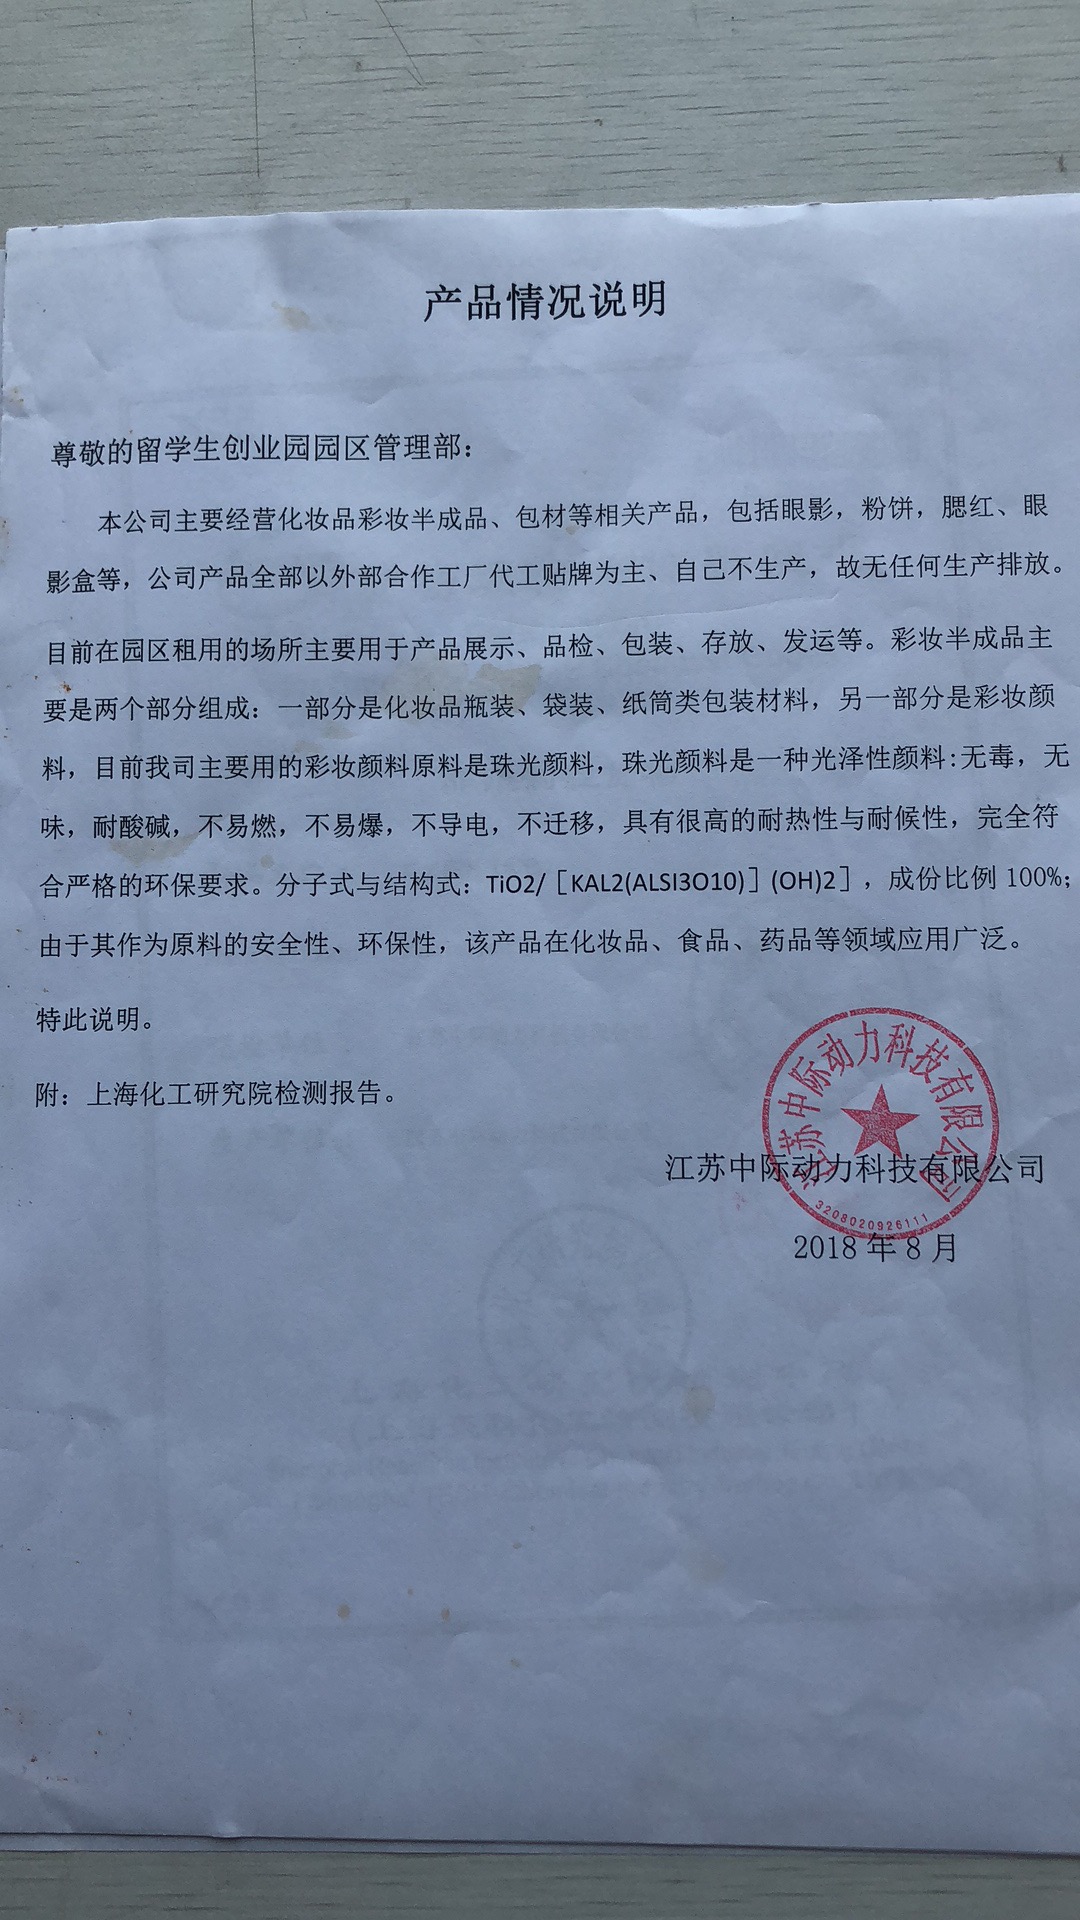 产品情况说明
尊敬的留学生创业园园区管理部：
本公司主要经营化妆品彩妆半成品、包材等相关产品，包括眼影，粉饼，腮红、眼
影盒等，公司产品全部以外部合作工厂代工贴牌为主、自己不生产，故无任何生产排放。
目前在园区租用的场所主要用于产品展示、品检、包装、存放、发运等。彩妆半成品主
要是两个部分组成：一部分是化妆品瓶装、袋装、纸筒类包装材料，另一部分是彩妆颜
料，目前我司主要用的彩妆颜料原料是珠光颜料，珠光颜料是一种光泽性颜料:无毒，无
味，耐酸碱，不易燃，不易爆，不导电，不迁移，具有很高的耐热性与耐候性，完全符
合严格的环保要求。分子式与结构式：TiO2/［KAL2(ALSI3O10)］(OH)2］，成份比例 100%；
由于其作为原料的安全性、环保性，该产品在化妆品、食品、药品等领域应用广泛。
特此说明。
附：上海化工研究院检测报告。
江苏中际动力科技有限公司
3208020926111
江苏中际动力科技有限公司
2018 年 8 月